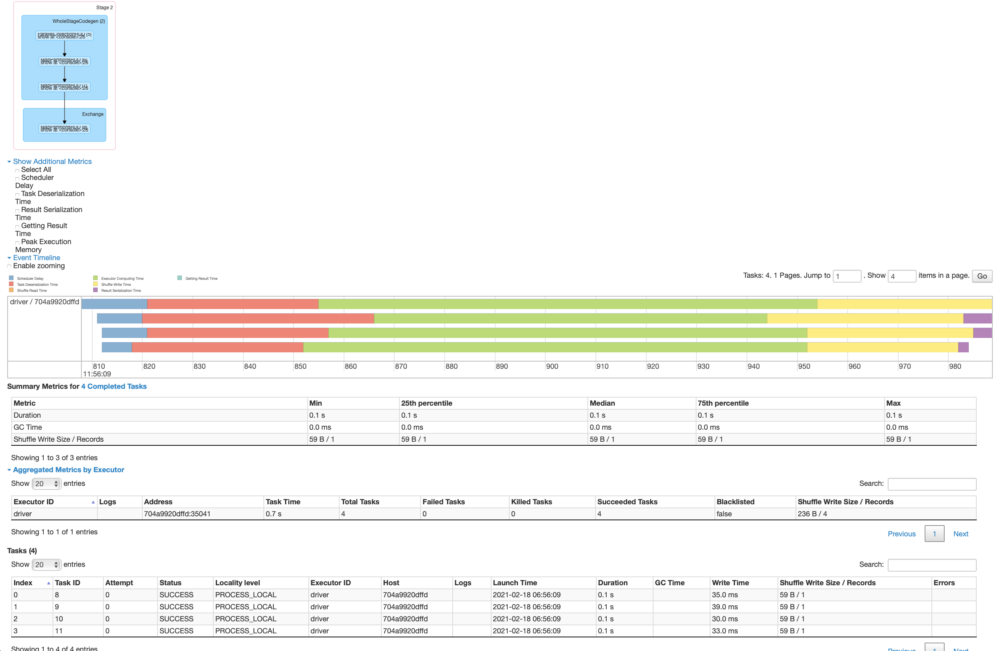 Stage 2
WholeStageCodegen (2)
ParallelCollectionRDD [5]
show at <console>:26
MapPartitionsRDD [6]
show at <console>:26
MapPartitionsRDD [7]
show at <console>:26
Exchange
MapPartitionsRDD [8]
show at <console>:26
Show Additional Metrics
Select All
Scheduler
Delay
Task Deserialization
Time
Result Serialization
Time
Getting Result
Time
Peak Execution
Memory
Event Timeline
Enable zooming
Tasks: 4. 1 Pages. Jump to 1 . Show 4 items in a page. Go
Scheduler Delay Executor Computing Time Getting Result Time
Task Deserialization Time Shuffle Write Time
Shuffle Read Time Result Serialization Time
driver / 704a9920dffd
810 820 830 840 850 860 870 880 890 900 910 920 930 940 950 960 970 980
11:56:09
Summary Metrics for 4 Completed Tasks
Metric Min 25th percentile Median 75th percentile Max
Duration 0.1 s 0.1 s 0.1 s 0.1 s 0.1 s
GC Time 0.0 ms 0.0 ms 0.0 ms 0.0 ms 0.0 ms
Shuffle Write Size / Records 59 B / 1 59 B / 1 59 B / 1 59 B / 1 59 B / 1
Showing 1 to 3 of 3 entries
Aggregated Metrics by Executor
Show 20 entries Search:
Executor ID Logs Address Task Time Total Tasks Failed Tasks Killed Tasks Succeeded Tasks Blacklisted Shuffle Write Size / Records
driver 704a9920dffd:35041 0.7 s 4 0 0 4 false 236 B / 4
Showing 1 to 1 of 1 entries Previous 1 Next
Tasks (4)
Show 20 entries Search:
Index Task ID Attempt Status Locality level Executor ID Host Logs Launch Time Duration GC Time Write Time Shuffle Write Size / Records Errors
0 8 0 SUCCESS PROCESS_LOCAL driver 704a9920dffd 2021-02-18 06:56:09 0.1 s 35.0 ms 59 B / 1
1 9 0 SUCCESS PROCESS_LOCAL driver 704a9920dffd 2021-02-18 06:56:09 0.1 s 39.0 ms 59 B / 1
2 10 0 SUCCESS PROCESS_LOCAL driver 704a9920dffd 2021-02-18 06:56:09 0.1 s 30.0 ms 59 B / 1
3 11 0 SUCCESS PROCESS_LOCAL driver 704a9920dffd 2021-02-18 06:56:09 0.1 s 33.0 ms 59 B / 1
Showing 1 to 4 of 4 entries Previous 1 Next